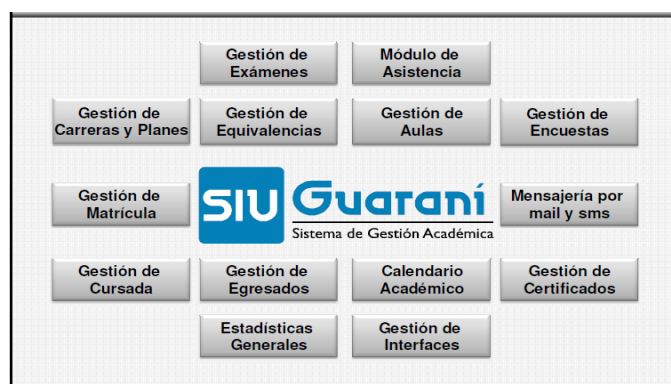 Gestión de
Exámenes
Módulo de
Asistencia
Gestión de
Carreras y Planes
Gestión de
Equivalencias
Gestión de
Aulas
Gestión de
Encuestas
Gestión de
Matrícula
SIU Guaraní
Sistema de Gestión Académica
Mensajería por
mail y sms
Gestión de
Cursada
Gestión de
Egresados
Calendario
Académico
Gestión de
Certificados
Estadísticas
Generales
Gestión de
Interfaces